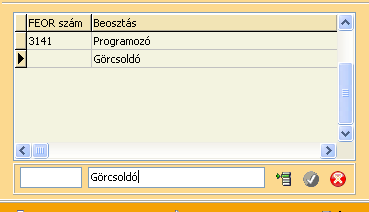 FEOR szám Beosztás
3141 Programozó
Görcsoldó
Görcsoldó